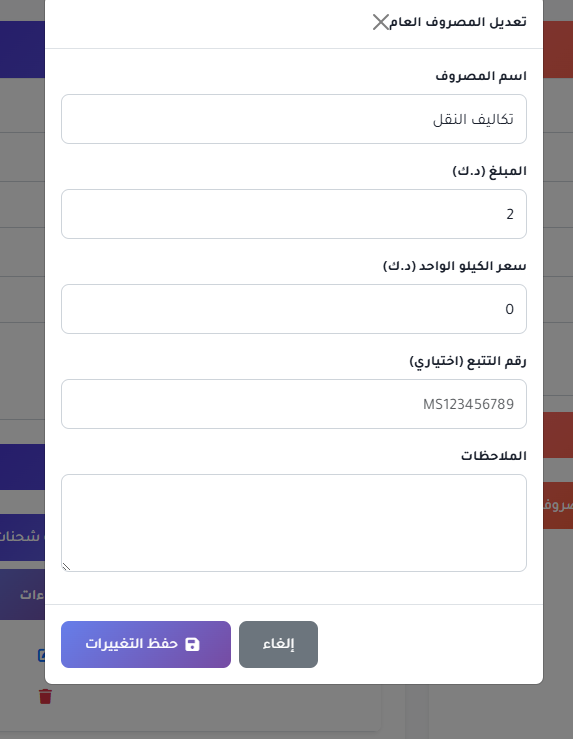 تعديل المصروف العام
اسم المصروف
تكاليف النقل
المبلغ (د.ك)
2
سعر الكيلو الواحد (د.ك)
0
رقم التتبع (اختياري)
MS123456789
الملاحظات
شحنات
إلغاء
حفظ التغييرات